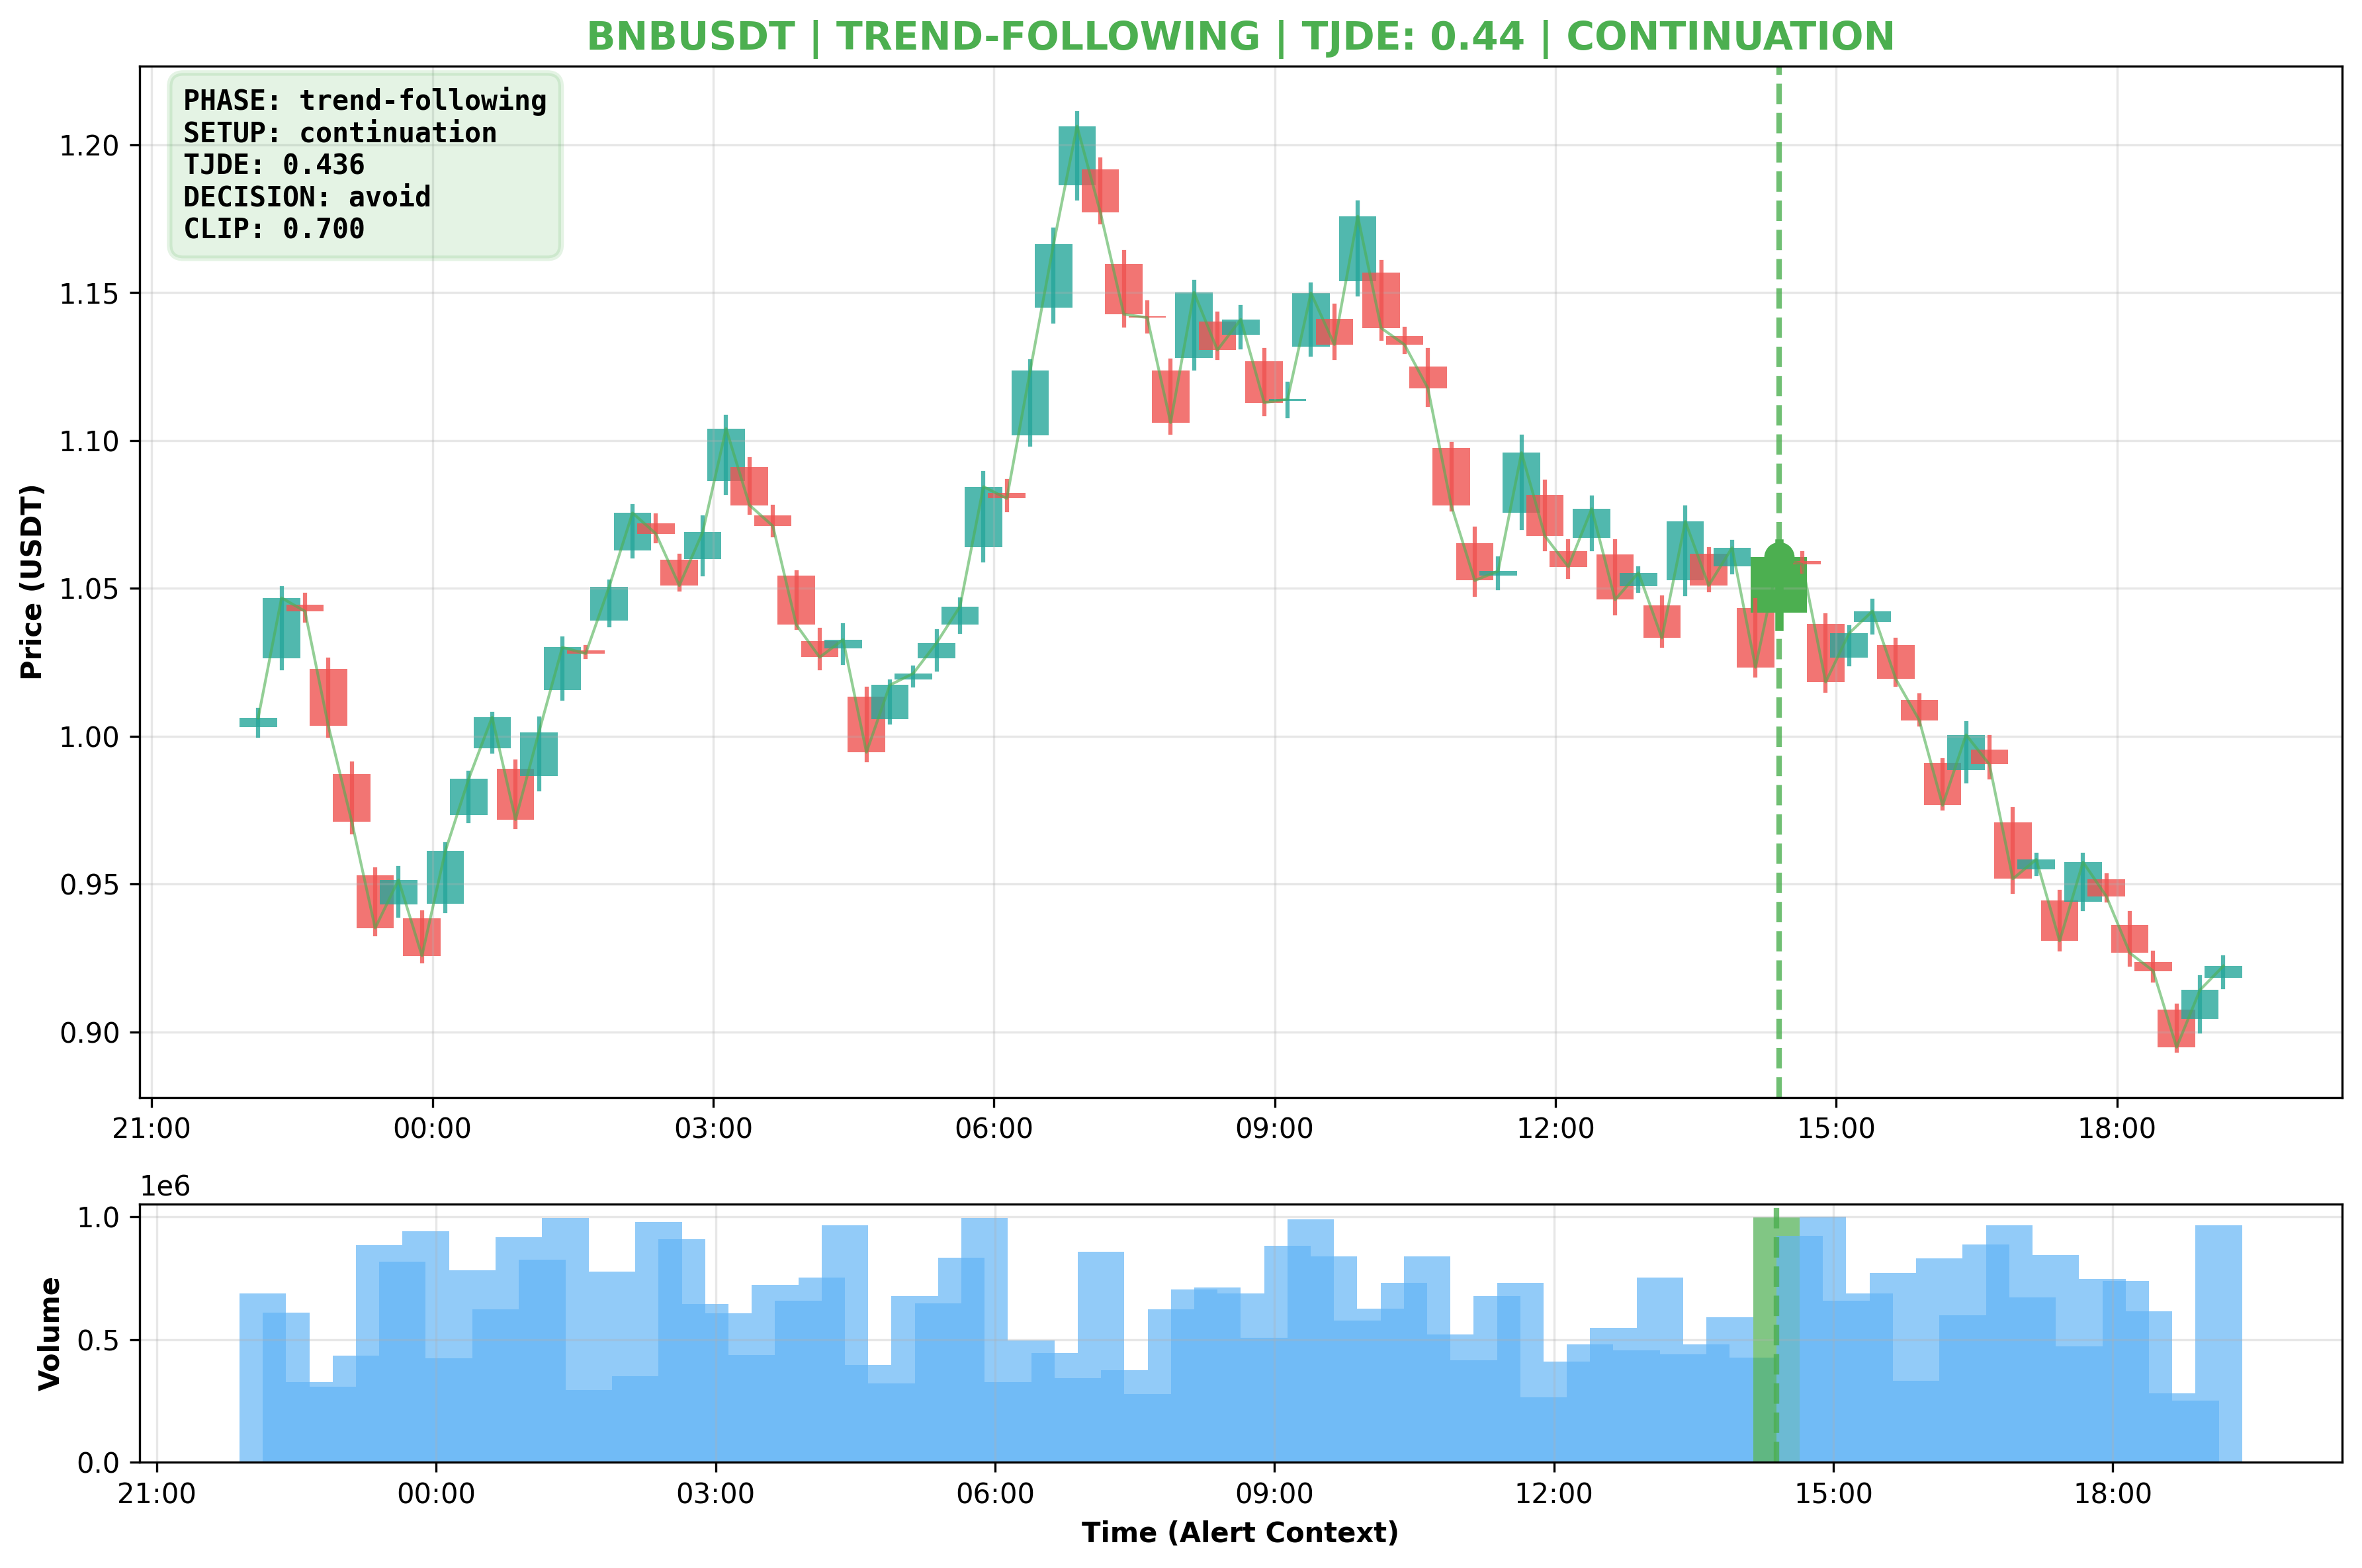 BNBUSDT | TREND-FOLLOWING | TJDE: 0.44 | CONTINUATION
PHASE: trend-following
SETUP: continuation
TJDE: 0.436
DECISION: avoid
CLIP: 0.700
Price (USDT)
1.20
1.15
1.10
1.05
1.00
0.95
0.90
21:00 00:00 03:00 06:00 09:00 12:00 15:00 18:00
1e6
Volume
1.0
0.5
0.0
21:00 00:00 03:00 06:00 09:00 12:00 15:00 18:00
Time (Alert Context)